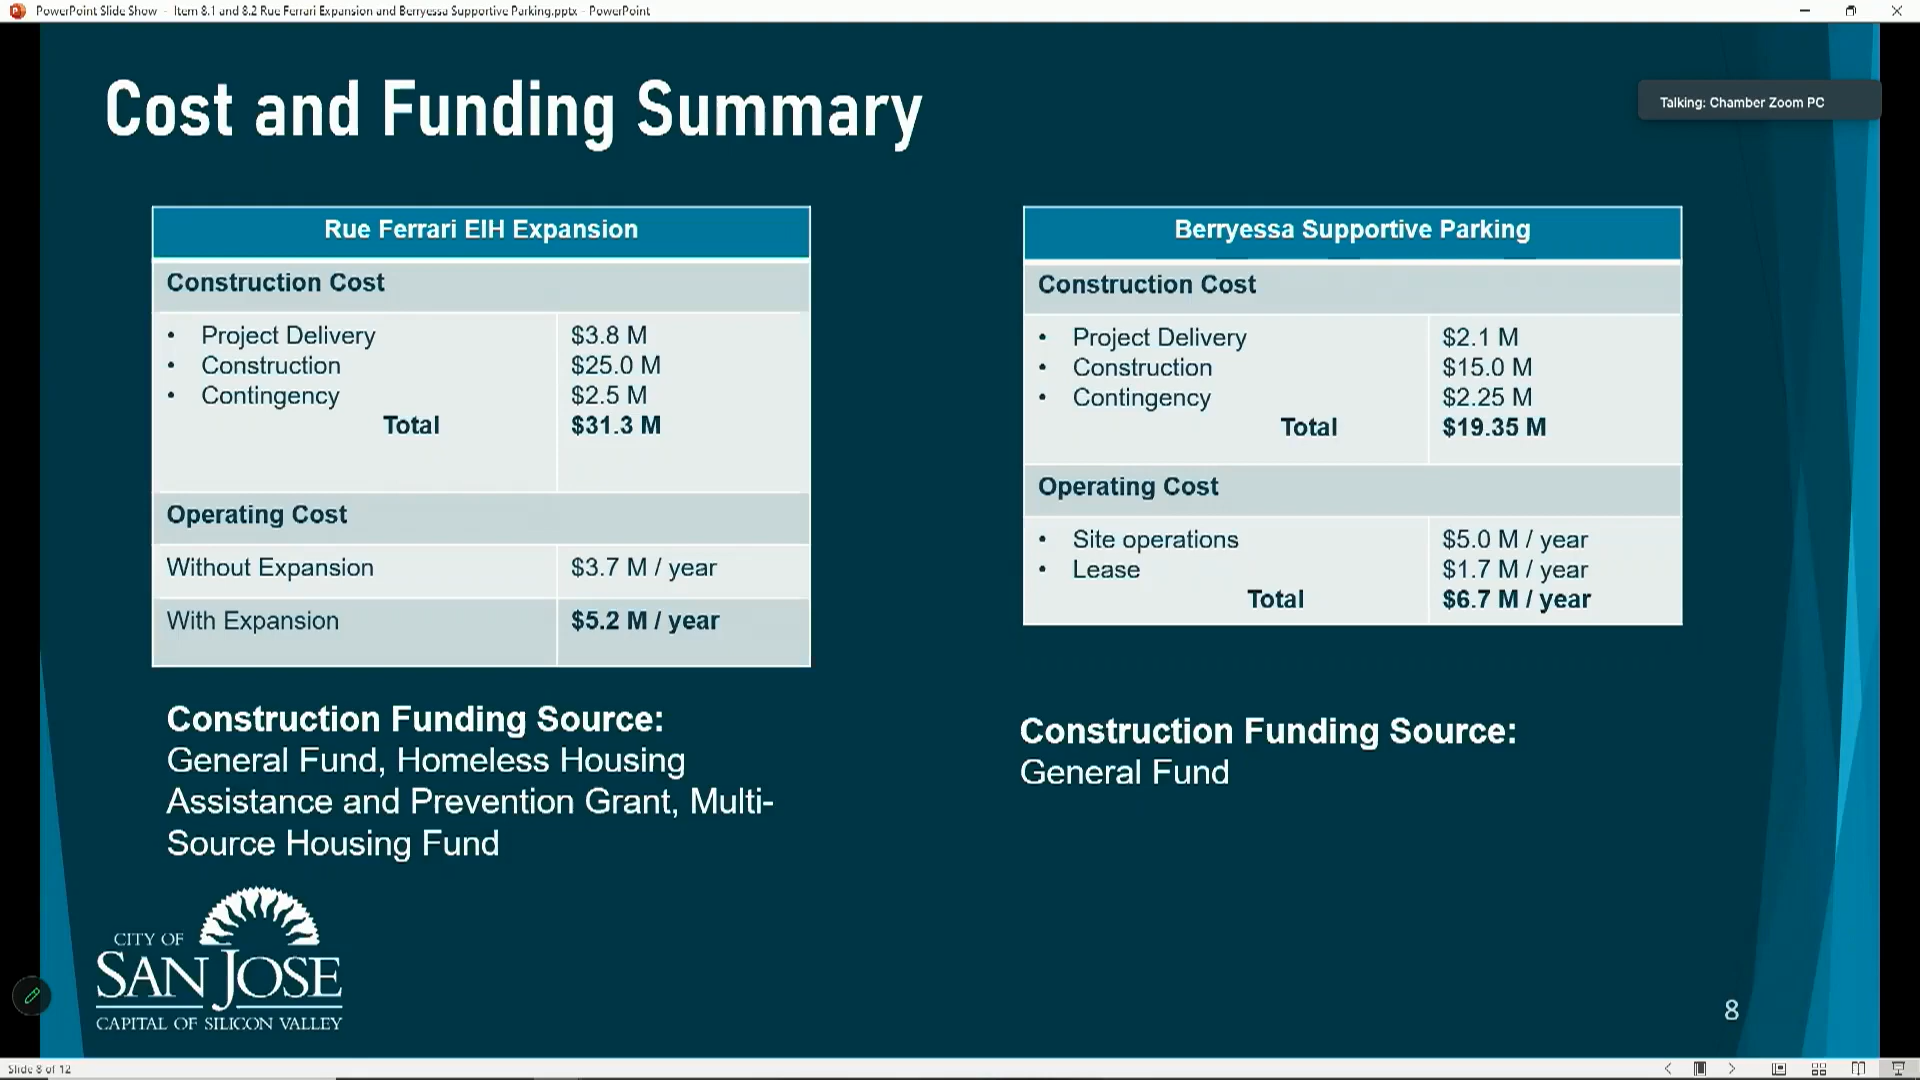 PowerPoint Slide Show - Item 8.1 and 8.2 Rue Ferrari Expansion and Berryessa Supportive Parking.pptx - PowerPoint
Cost and Funding Summary
Talking: Chamber Zoom PC
Rue Ferrari EIH Expansion
Construction Cost
• Project Delivery $3.8 M
• Construction $25.0 M
• Contingency $2.5 M
Total $31.3 M
Operating Cost
Without Expansion $3.7 M / year
With Expansion $5.2 M / year
Construction Funding Source:
General Fund, Homeless Housing
Assistance and Prevention Grant, Multi-
Source Housing Fund
Berryessa Supportive Parking
Construction Cost
• Project Delivery $2.1 M
• Construction $15.0 M
• Contingency $2.25 M
Total $19.35 M
Operating Cost
• Site operations $5.0 M / year
• Lease $1.7 M / year
Total $6.7 M / year
Construction Funding Source:
General Fund
CITY OF
SAN JOSE
CAPITAL OF SILICON VALLEY
8
Slide 8 of 12